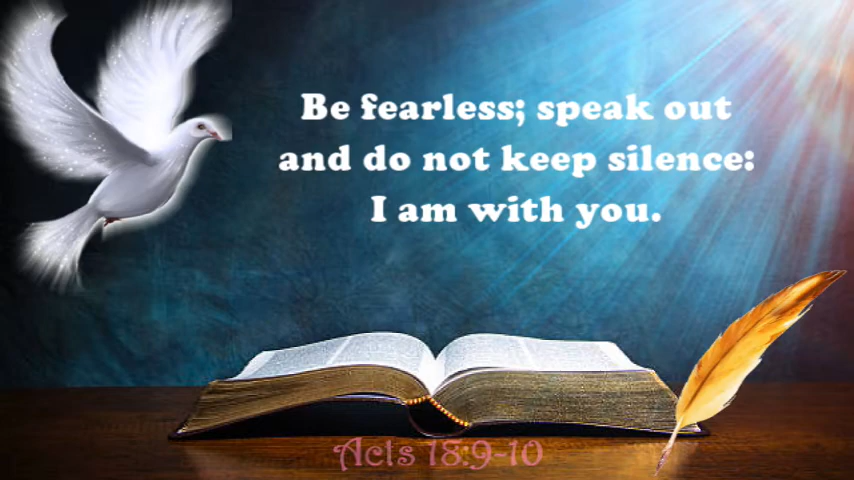 Be fearless; speak out
and do not keep silence:
I am with you.
Acts 18:9-10